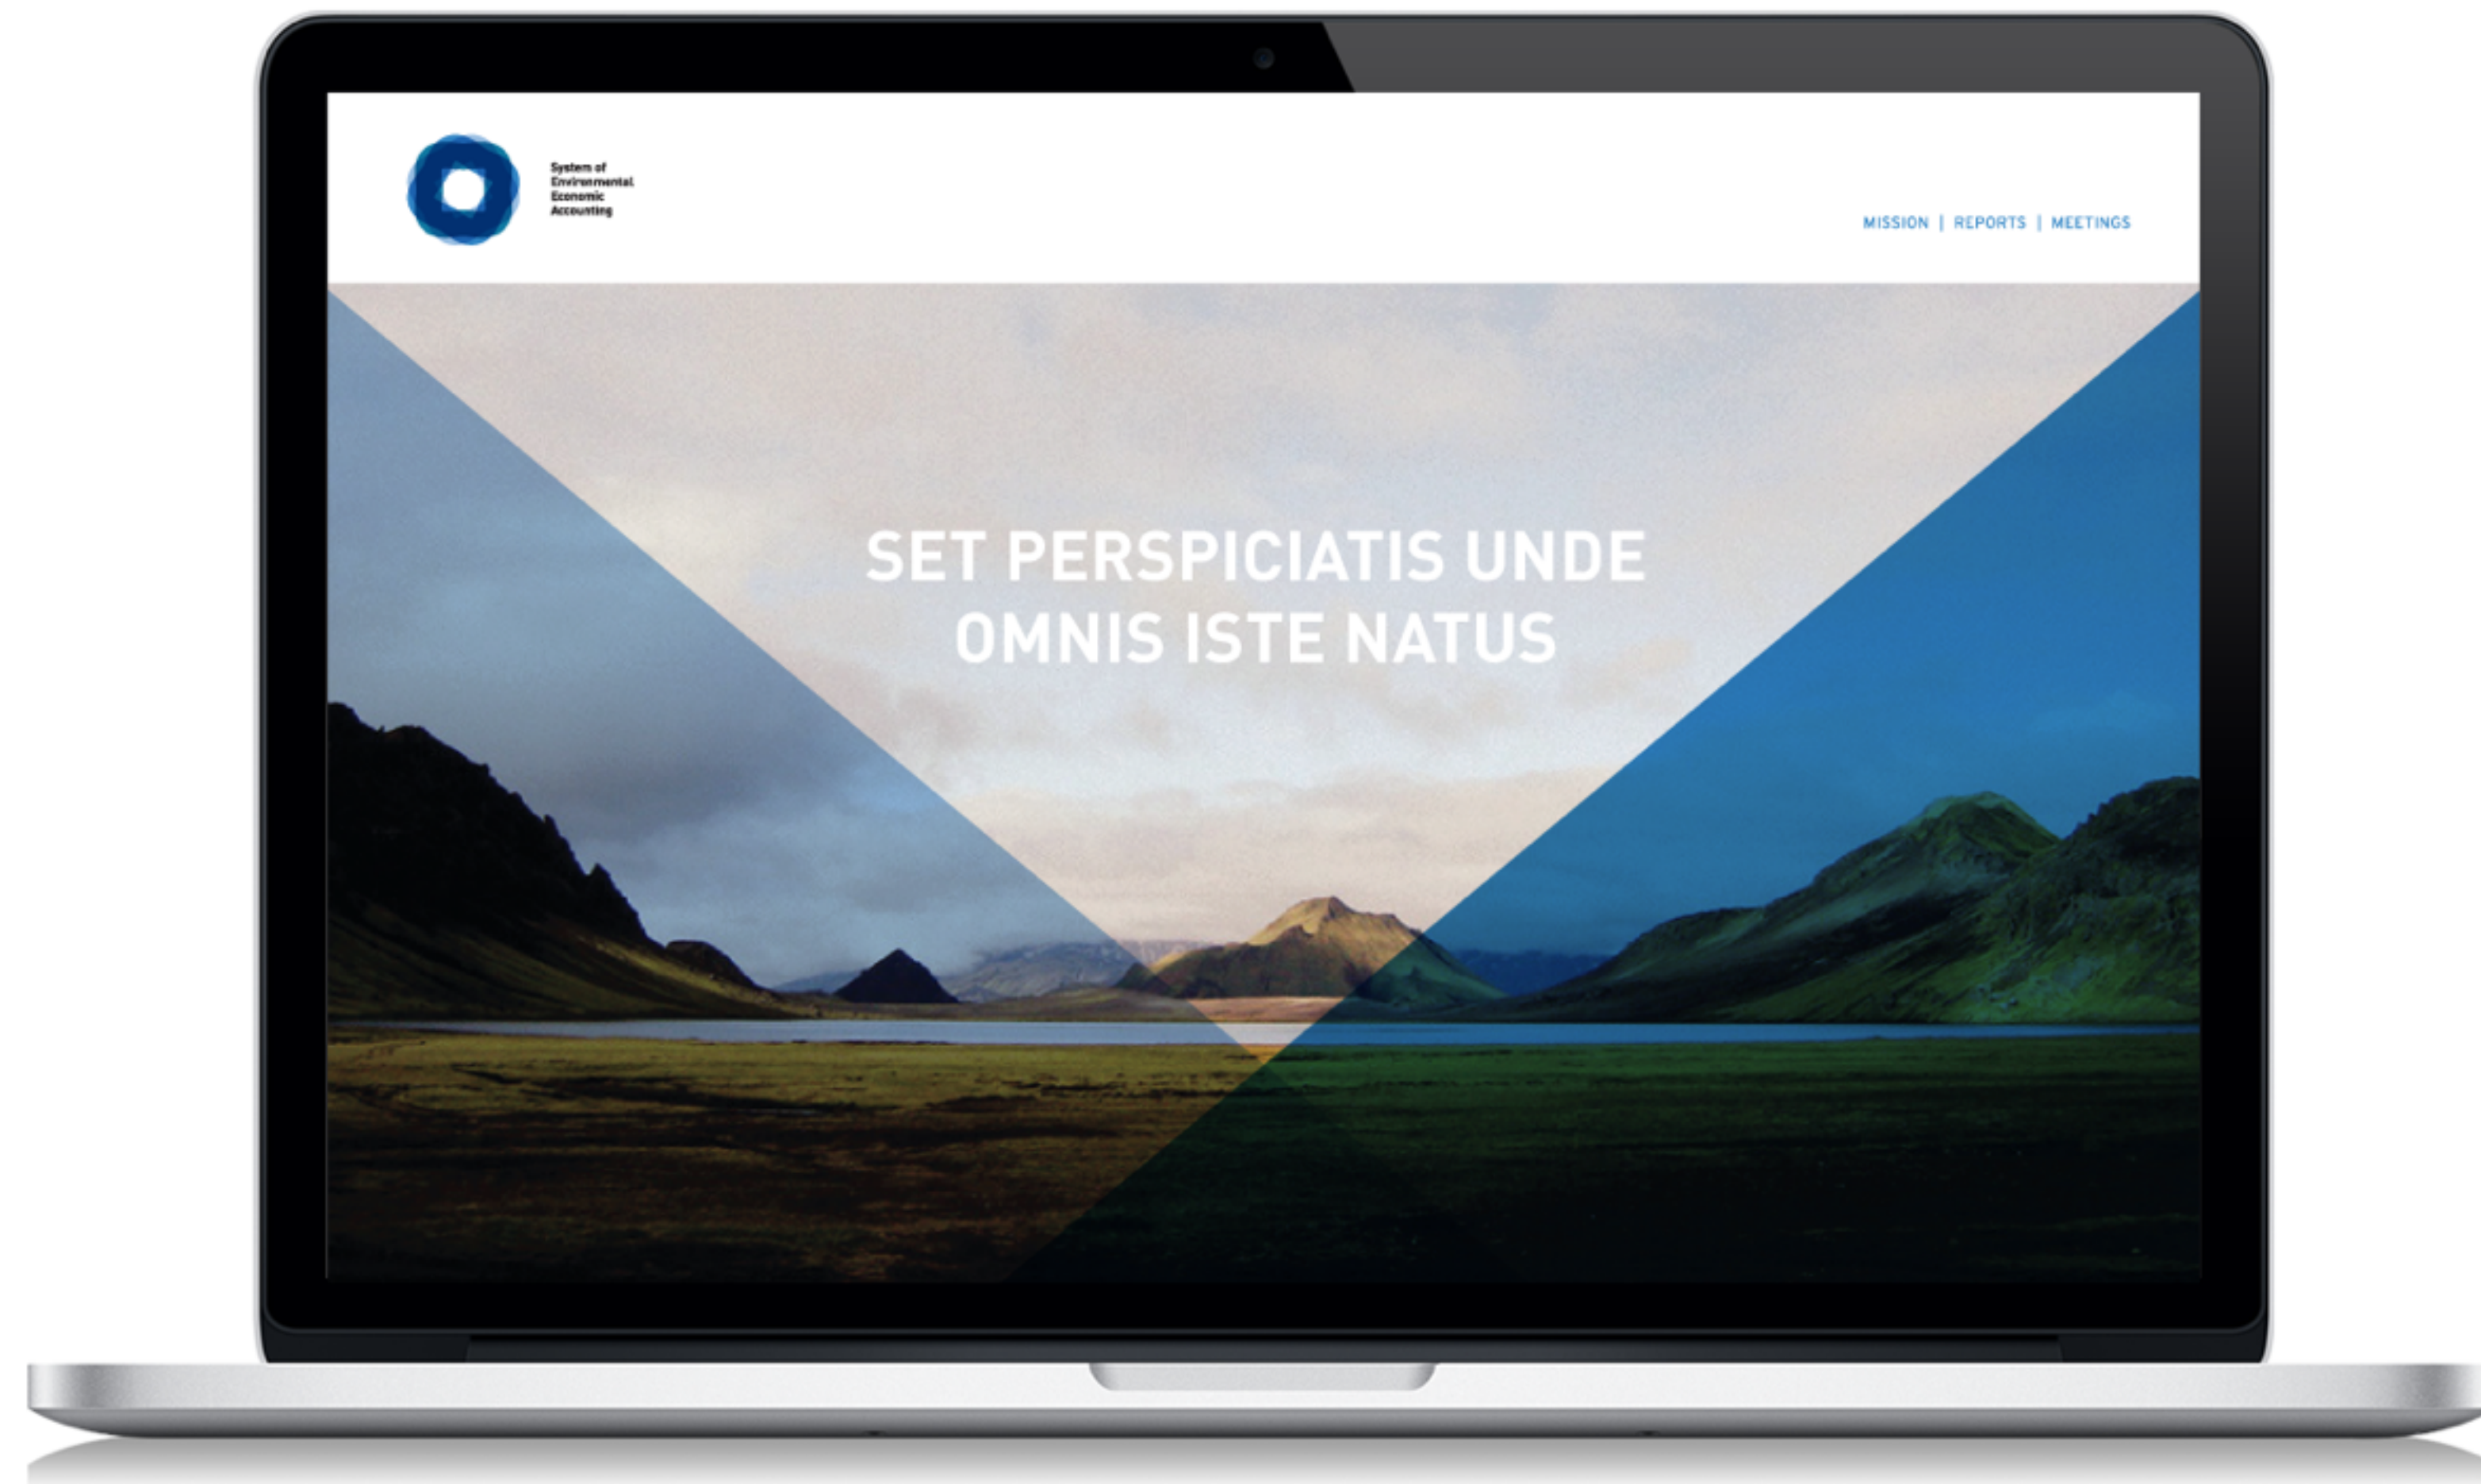 System of
Environmental
Economic
Accounting
MISSION | REPORTS | MEETINGS
SET PERSPICIATIS UNDE
OMNIS ISTE NATUS